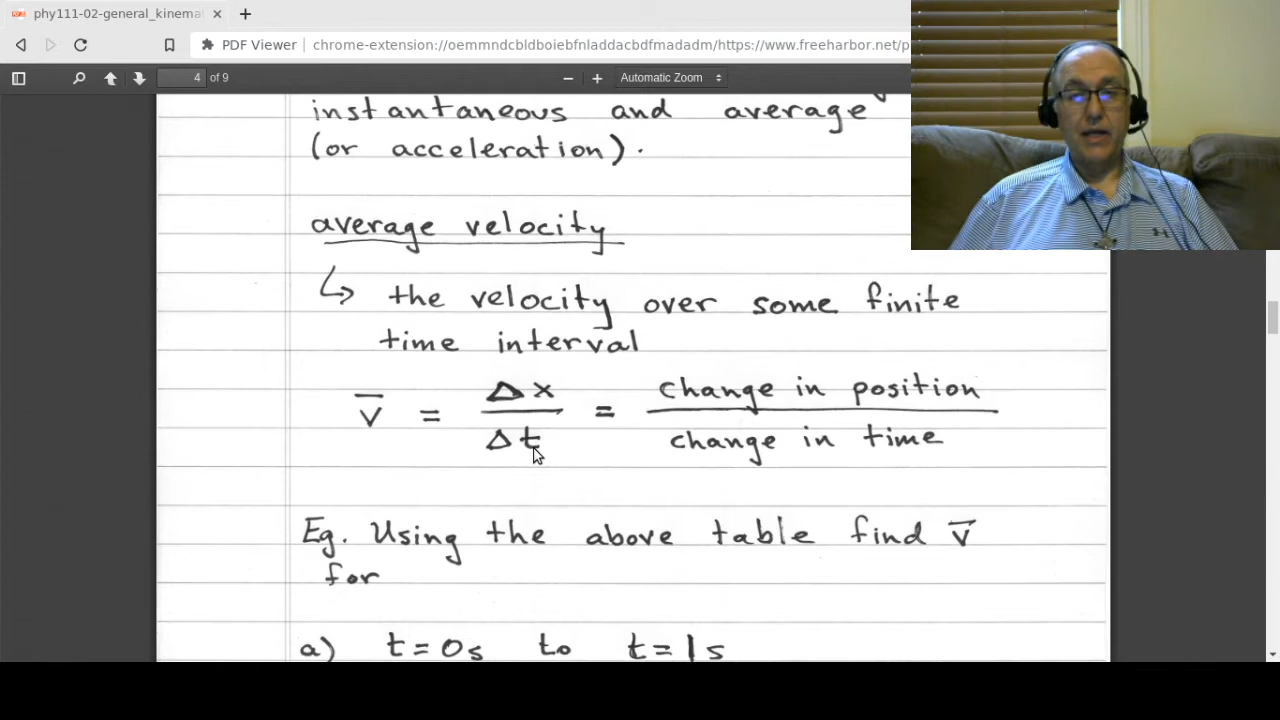 phy111-02-general_kinema
PDF Viewer chrome-extension://oemmndcbldboiebfnladdacbdfmadadm/https://www.freeharbor.net/p
4 of 9 Automatic Zoom
instantaneous and average
(or acceleration).
average velocity
↳ the velocity over some finite
time interval
v̅ = Δx / Δt = change in position / change in time
Eg. Using the above table find v̅
for
a) t=0s to t=1s